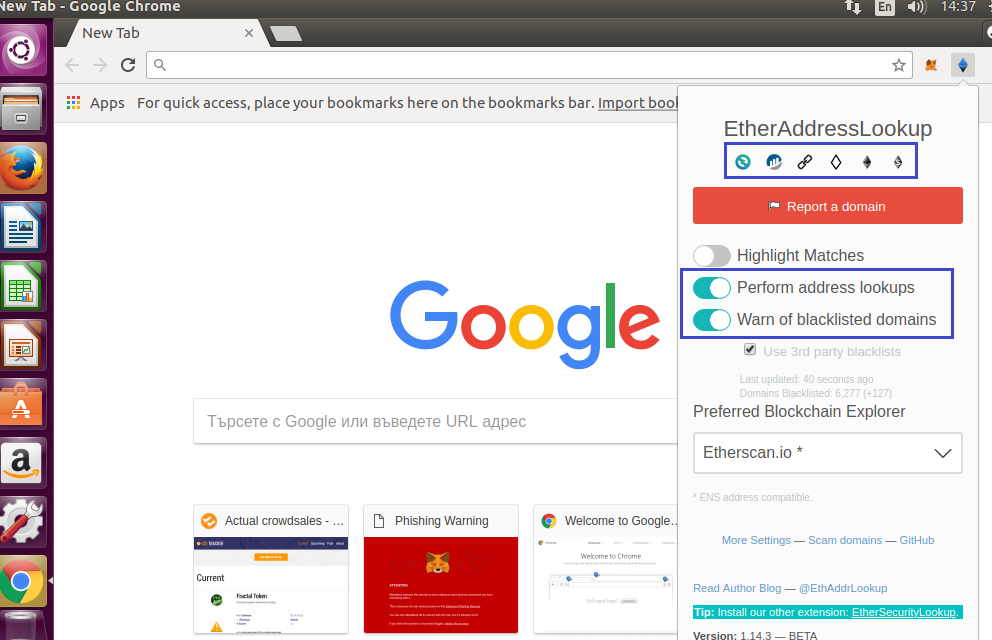 New Tab - Google Chrome
En
14:37
New Tab
Apps For quick access, place your bookmarks here on the bookmarks bar. Import
EtherAddressLookup
Report a domain
Highlight Matches
Perform address lookups
Warn of blacklisted domains
Use 3rd party blacklists
Last updated: 40 seconds ago
Domains Blacklisted: 6,277 (+127)
Preferred Blockchain Explorer
Etherscan.io *
* ENS address compatible.
More Settings — Scam domains — GitHub
Read Author Blog — @EthAddrLookup
Tip: Install our other extension: EtherSecurityLookup.
Version: 1.14.3 — BETA
Google
Търсете с Google или въведете URL адрес
Actual crowdsales - ...
Current
Fractal Token
Phishing Warning
ATTENTION
Welcome to Google...
Welcome to Chrome